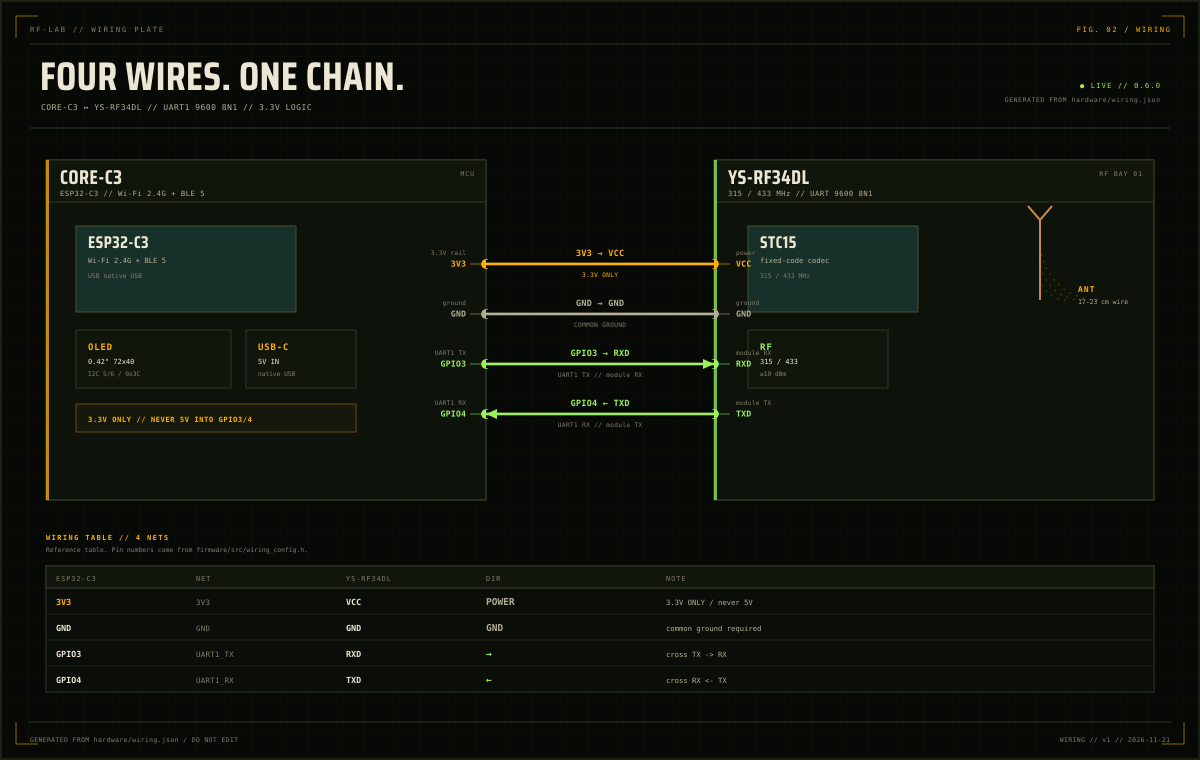 RF-LAB // WIRING PLATE
FIG. 02 / WIRING
FOUR WIRES. ONE CHAIN.
CORE-C3 ↔ YS-RF34DL // UART1 9600 8N1 // 3.3V LOGIC
● LIVE // 0.6.0
GENERATED FROM hardware/wiring.json
CORE-C3
MCU
ESP32-C3 // Wi-Fi 2.4G + BLE 5
ESP32-C3
Wi-Fi 2.4G + BLE 5
USB native USB
OLED
0.42" 72x40
I2C 5/6 / 0x3C
USB-C
5V IN
native USB
3.3V ONLY // NEVER 5V INTO GPIO3/4
3.3V rail
3V3
ground
GND
UART1 TX
GPIO3
UART1 RX
GPIO4
3V3 → VCC
3.3V ONLY
GND → GND
COMMON GROUND
GPIO3 → RXD
UART1 TX // module RX
GPIO4 ← TXD
UART1 RX // module TX
YS-RF34DL
RF BAY 01
315 / 433 MHz // UART 9600 8N1
power
VCC
ground
GND
module RX
RXD
module TX
TXD
STC15
fixed-code codec
315 / 433 MHz
RF
315 / 433
≤10 dBm
ANT
17-23 cm wire
WIRING TABLE // 4 NETS
Reference table. Pin numbers come from firmware/src/wiring_config.h.
ESP32-C3 NET YS-RF34DL DIR NOTE
3V3 3V3 VCC POWER 3.3V ONLY / never 5V
GND GND GND GND common ground required
GPIO3 UART1_TX RXD → cross TX -> RX
GPIO4 UART1_RX TXD ← cross RX <- TX
GENERATED FROM hardware/wiring.json / DO NOT EDIT
WIRING // v1 // 2026-11-21